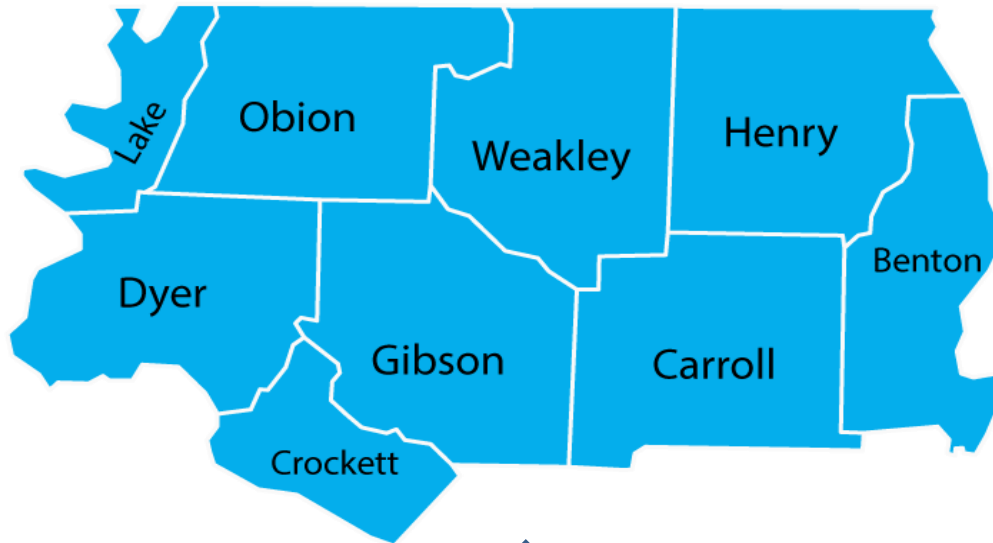 Lake
Obion
Weakley
Henry
Benton
Dyer
Gibson
Carroll
Crockett